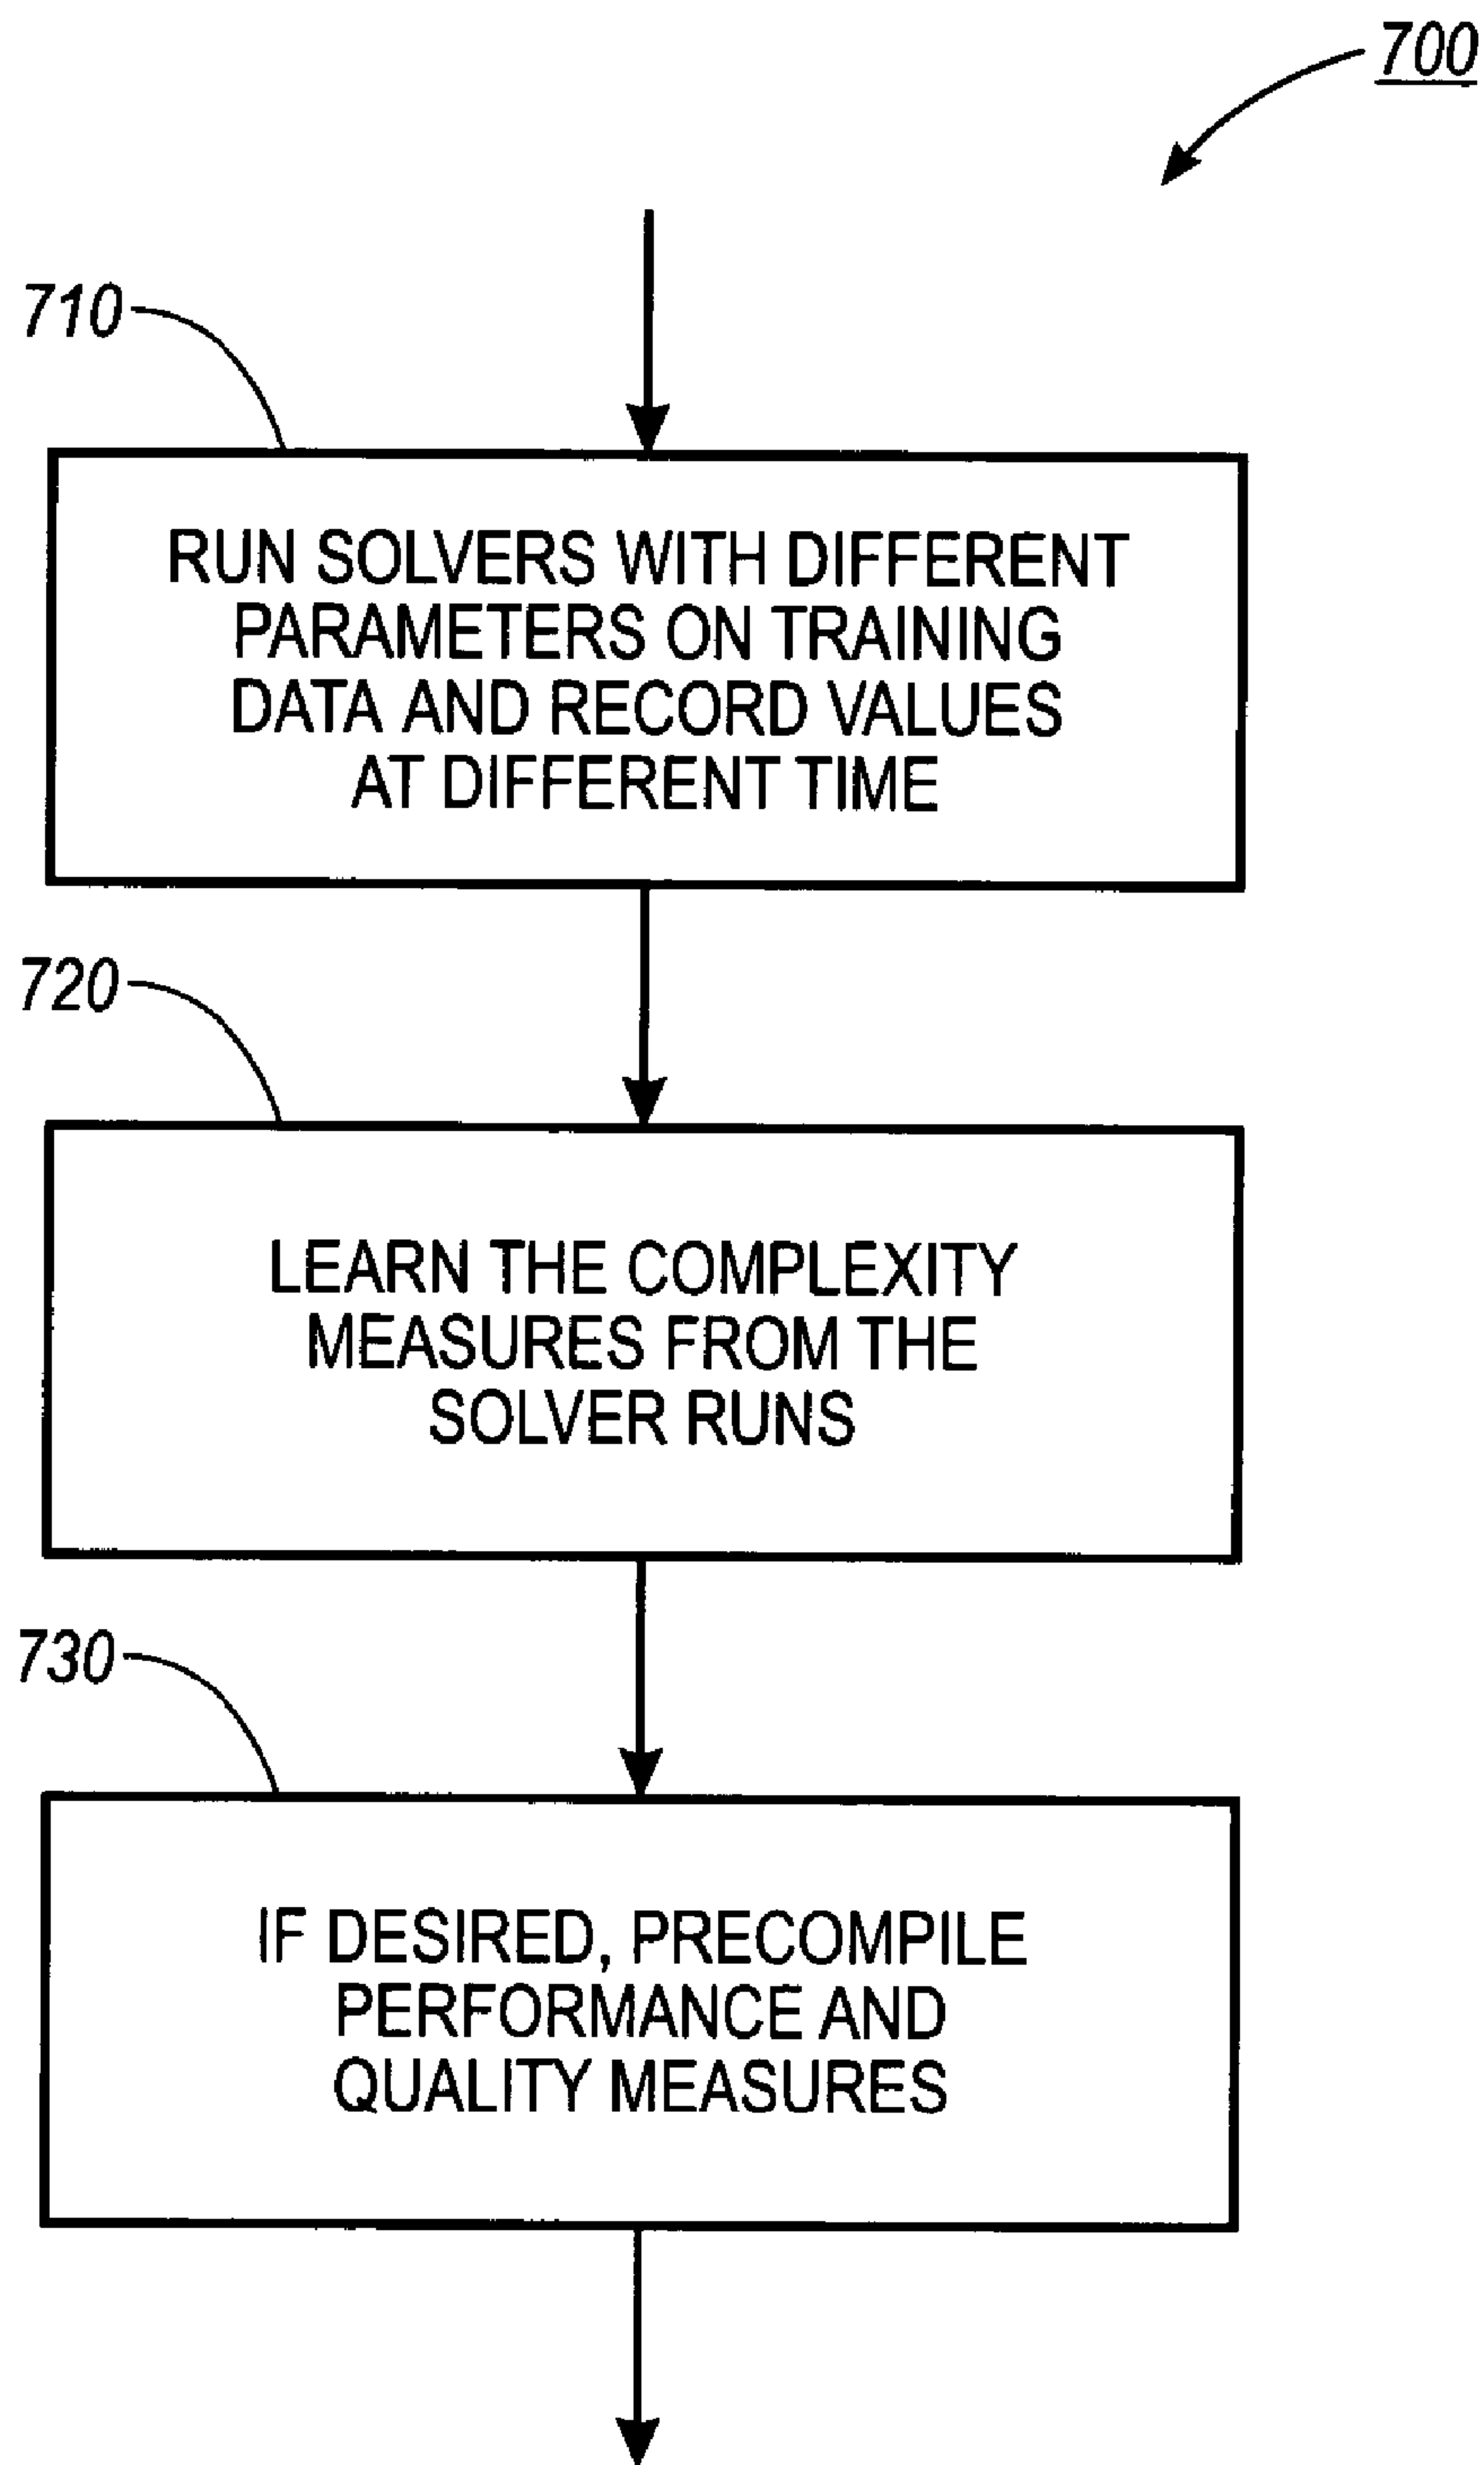 700
710
RUN SOLVERS WITH DIFFERENT
PARAMETERS ON TRAINING
DATA AND RECORD VALUES
AT DIFFERENT TIME
720
LEARN THE COMPLEXITY
MEASURES FROM THE
SOLVER RUNS
730
IF DESIRED, PRECOMPILE
PERFORMANCE AND
QUALITY MEASURES